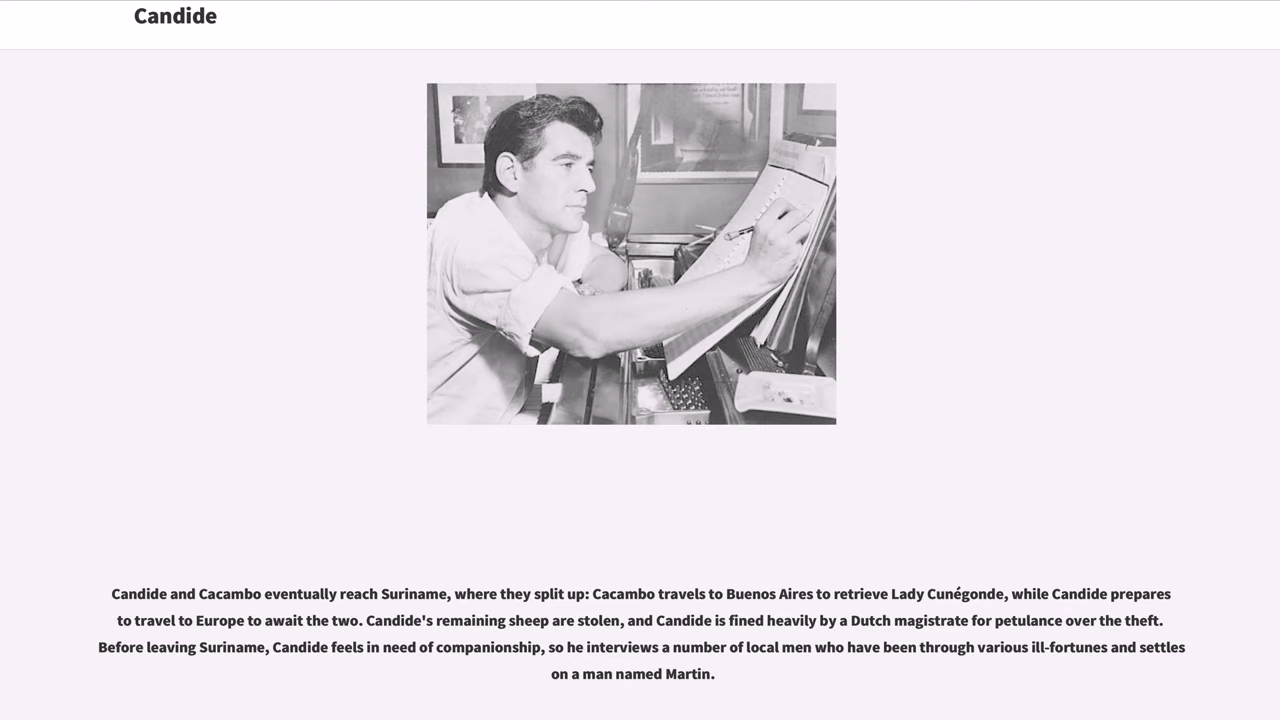 Candide
Candide and Cacambo eventually reach Suriname, where they split up: Cacambo travels to Buenos Aires to retrieve Lady Cunégonde, while Candide prepares
to travel to Europe to await the two. Candide's remaining sheep are stolen, and Candide is fined heavily by a Dutch magistrate for petulance over the theft.
Before leaving Suriname, Candide feels in need of companionship, so he interviews a number of local men who have been through various ill-fortunes and settles
on a man named Martin.